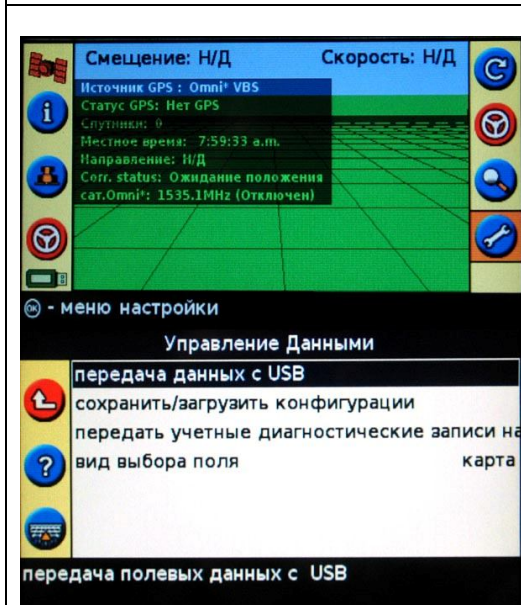 Смещение: Н/Д Скорость: Н/Д
Источник GPS : Omni* VBS
Статус GPS: Нет GPS
Спутники: 0
Местное время: 7:59:33 a.m.
Направление: Н/Д
Corr. status: Ожидание положения
сат.Omni*: 1535.1MHz (Отключен)
OK - меню настройки
Управление Данными
передача данных с USB
сохранить/загрузить конфигурации
передать учетные диагностические записи на
вид выбора поля карта
передача полевых данных с USB